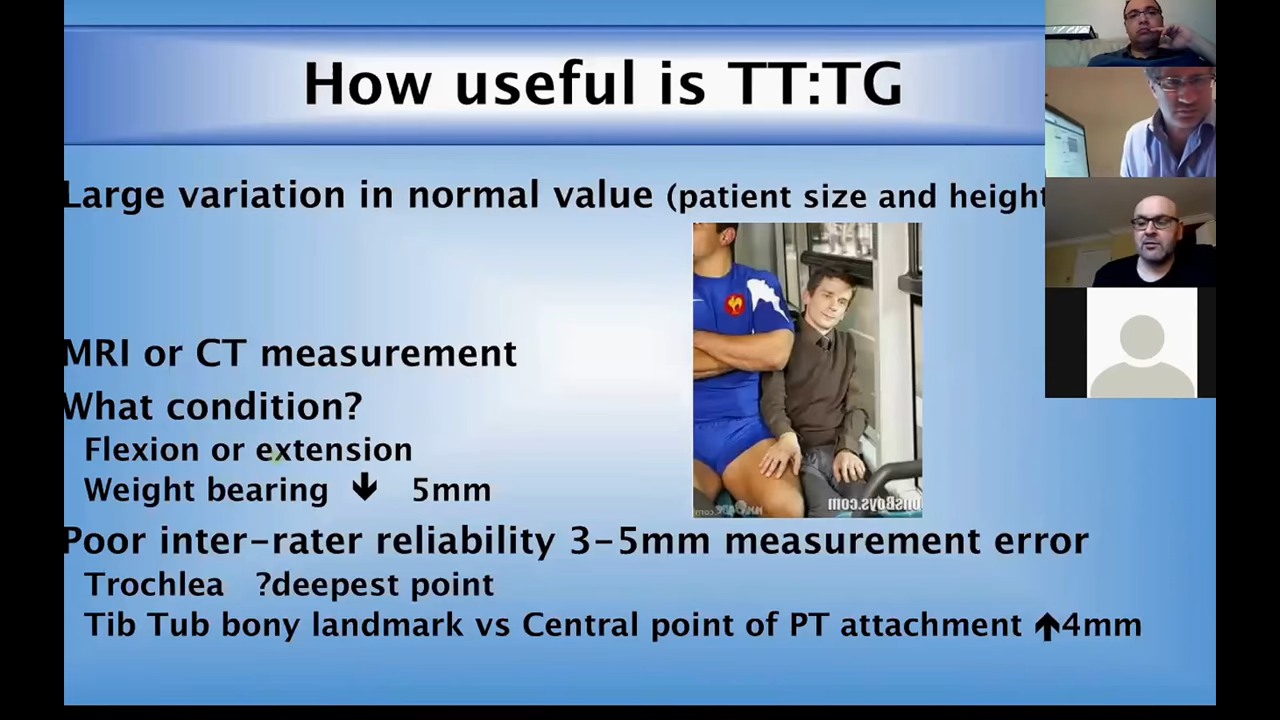 How useful is TT:TG
Large variation in normal value (patient size and height
MRI or CT measurement
What condition?
Flexion or extension
Weight bearing ↓ 5mm
Poor inter-rater reliability 3-5mm measurement error
Trochlea ?deepest point
Tib Tub bony landmark vs Central point of PT attachment ↑4mm